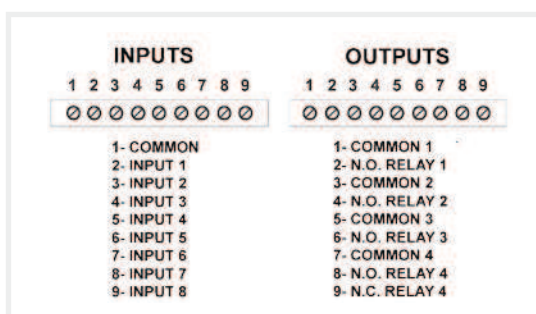 INPUTS
1 2 3 4 5 6 7 8 9
1- COMMON
2- INPUT 1
3- INPUT 2
4- INPUT 3
5- INPUT 4
6- INPUT 5
7- INPUT 6
8- INPUT 7
9- INPUT 8
OUTPUTS
1 2 3 4 5 6 7 8 9
1- COMMON 1
2- N.O. RELAY 1
3- COMMON 2
4- N.O. RELAY 2
5- COMMON 3
6- N.O. RELAY 3
7- COMMON 4
8- N.O. RELAY 4
9- N.C. RELAY 4